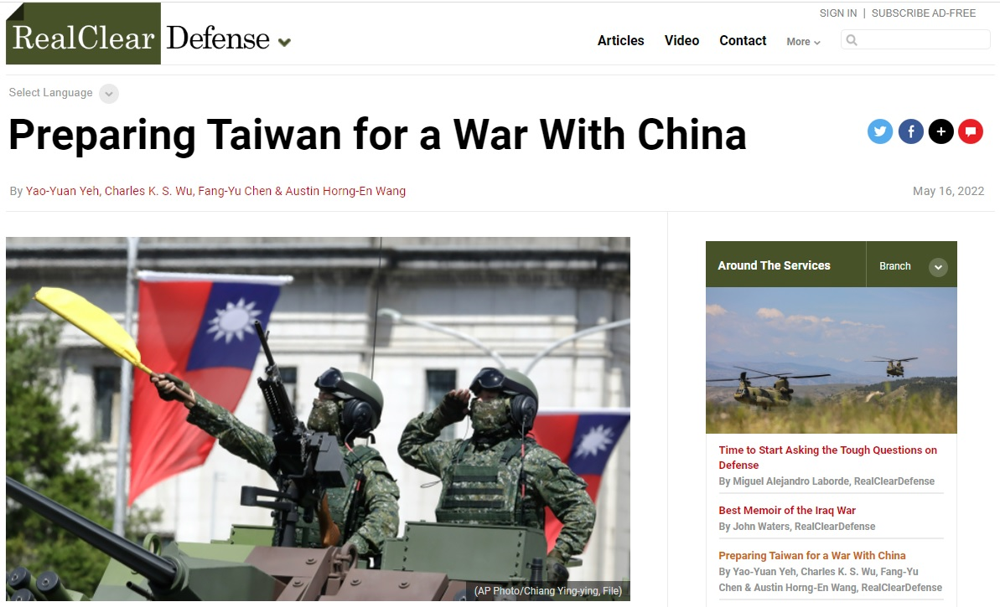 SIGN IN | SUBSCRIBE AD-FREE
RealClear Defense
Articles Video Contact More
Select Language
Preparing Taiwan for a War With China
By Yao-Yuan Yeh, Charles K. S. Wu, Fang-Yu Chen & Austin Horng-En Wang
May 16, 2022
(AP Photo/Chiang Ying-ying, File)
Around The Services
Branch
Time to Start Asking the Tough Questions on
Defense
By Miguel Alejandro Laborde, RealClearDefense
Best Memoir of the Iraq War
By John Waters, RealClearDefense
Preparing Taiwan for a War With China
By Yao-Yuan Yeh, Charles K. S. Wu, Fang-Yu
Chen & Austin Horng-En Wang, RealClearDefense